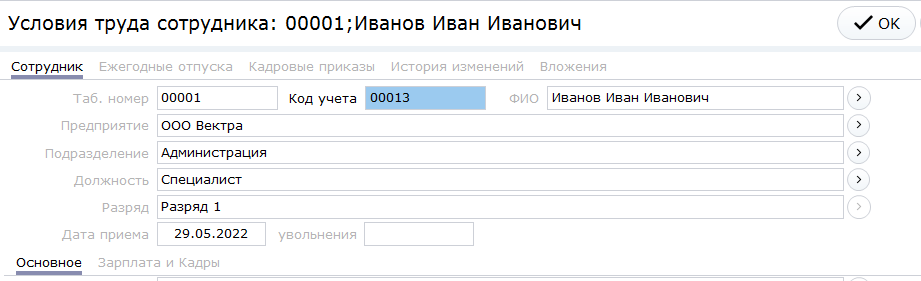 Условия труда сотрудника: 00001;Иванов Иван Иванович OK
Сотрудник Ежегодные отпуска Кадровые приказы История изменений Вложения
Таб. номер 00001 Код учета 00013 ФИО Иванов Иван Иванович
Предприятие ООО Вектра
Подразделение Администрация
Должность Специалист
Разряд Разряд 1
Дата приема 29.05.2022 увольнения
Основное Зарплата и Кадры